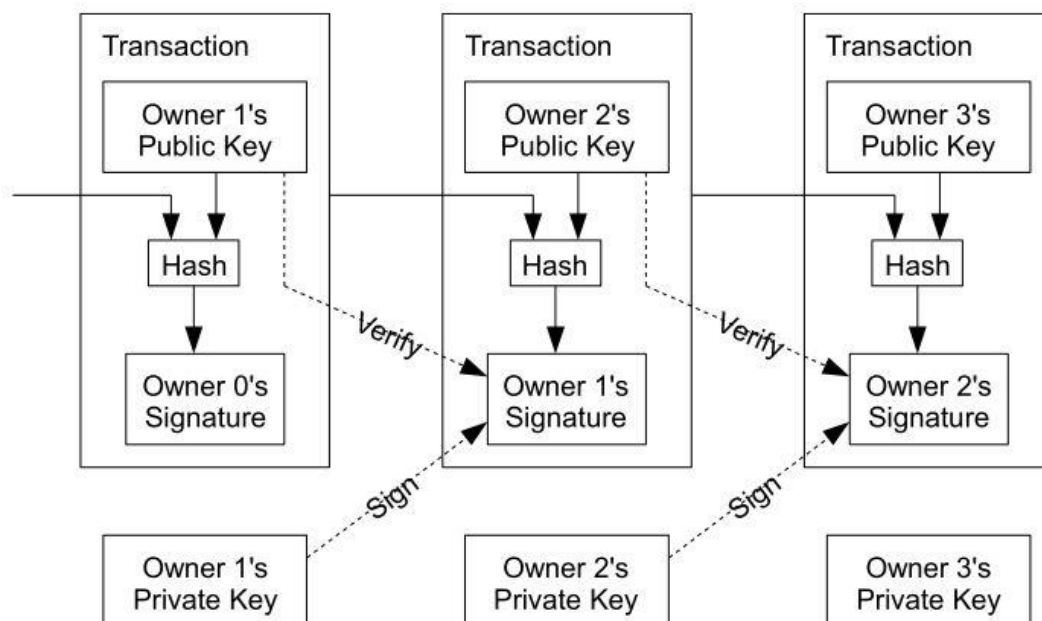 Transaction
Owner 1's
Public Key
Hash
Verify
Owner 0's
Signature
Transaction
Owner 2's
Public Key
Hash
Verify
Owner 1's
Signature
Sign
Transaction
Owner 3's
Public Key
Hash
Owner 2's
Signature
Sign
Owner 1's
Private Key
Owner 2's
Private Key
Owner 3's
Private Key